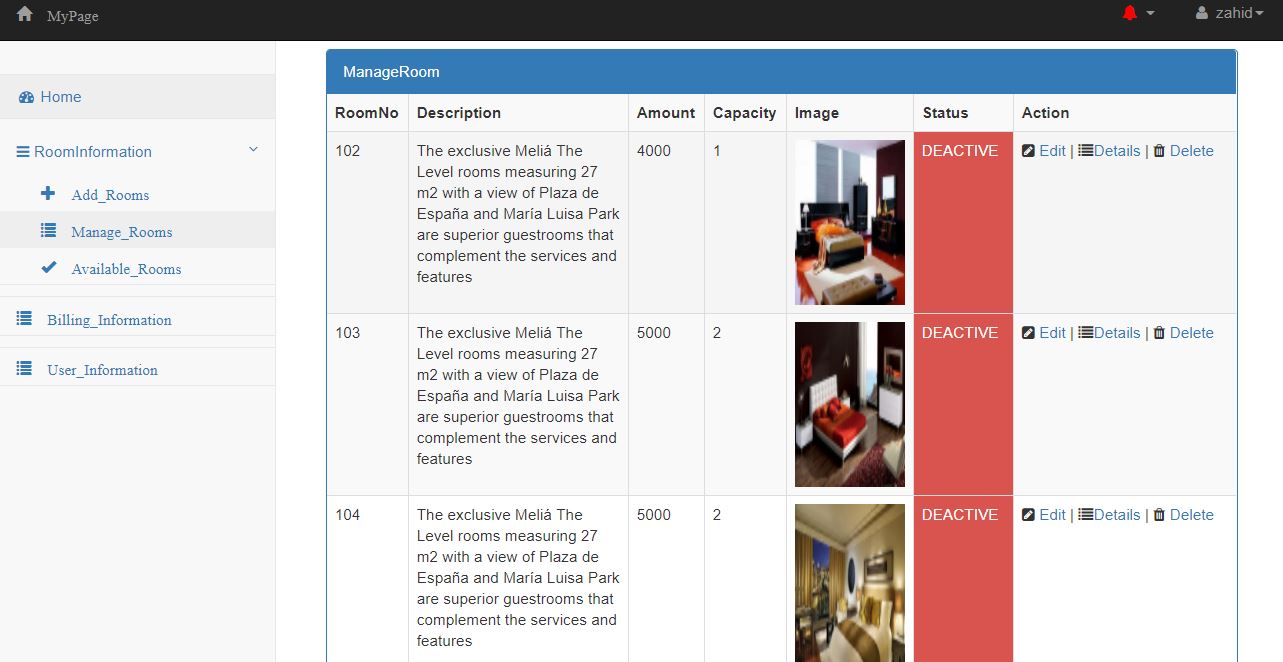 MyPage
zahid
Home
RoomInformation
Add_Rooms
Manage_Rooms
Available_Rooms
Billing_Information
User_Information
ManageRoom
RoomNo Description Amount Capacity Image Status Action
102 The exclusive Meliá The 4000 1 DEACTIVE Edit | Details | Delete
Level rooms measuring 27
m2 with a view of Plaza de
España and María Luisa Park
are superior guestrooms that
complement the services and
features
103 The exclusive Meliá The 5000 2 DEACTIVE Edit | Details | Delete
Level rooms measuring 27
m2 with a view of Plaza de
España and María Luisa Park
are superior guestrooms that
complement the services and
features
104 The exclusive Meliá The 5000 2 DEACTIVE Edit | Details | Delete
Level rooms measuring 27
m2 with a view of Plaza de
España and María Luisa Park
are superior guestrooms that
complement the services and
features